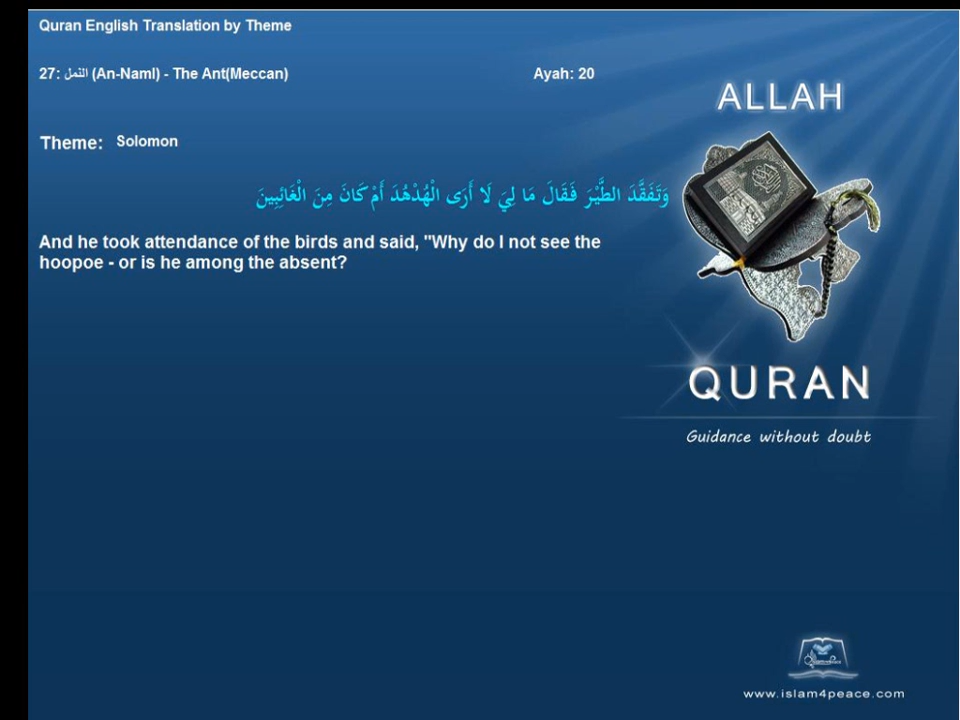 Quran English Translation by Theme
27: النمل (An-Naml) - The Ant(Meccan)
Ayah: 20
Theme: Solomon
وَتَفَقَّدَ الطَّيْرَ فَقَالَ مَا لِيَ لَا أَرَى الْهُدْهُدَ أَمْ كَانَ مِنَ الْغَائِبِينَ
And he took attendance of the birds and said, "Why do I not see the
hoopoe - or is he among the absent?
ALLAH
QURAN
Guidance without doubt
www.islam4peace.com